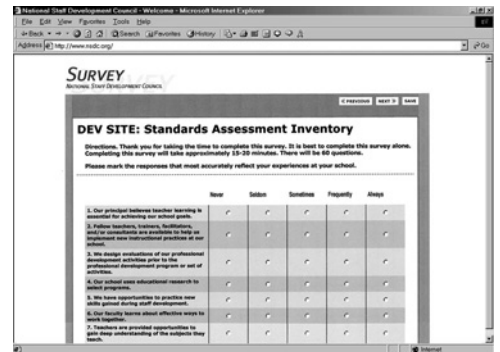 National Staff Development Council - Welcome - Microsoft Internet Explorer
File Edit View Favorites Tools Help
Back Search Favorites History
Address http://www.nsdc.org/ Go
SURVEY
NATIONAL STAFF DEVELOPMENT COUNCIL
< PREVIOUS NEXT > SAVE
DEV SITE: Standards Assessment Inventory
Directions. Thank you for taking the time to complete this survey. It is best to complete this survey alone.
Completing this survey will take approximately 15-20 minutes. There will be 60 questions.
Please mark the responses that most accurately reflect your experiences at your school.
Never Seldom Sometimes Frequently Always
1. Our principal believes teacher learning is
essential for achieving our school goals.
2. Fellow teachers, trainers, facilitators,
and/or consultants are available to help us
implement new instructional practices at our
school.
3. We design evaluations of our professional
development activities prior to the
professional development program or set of
activities.
4. Our school uses educational research to
select programs.
5. We have opportunities to practice new
skills gained during staff development.
6. Our faculty learns about effective ways to
work together.
7. Teachers are provided opportunities to
gain deep understanding of the subjects they
teach.
Internet